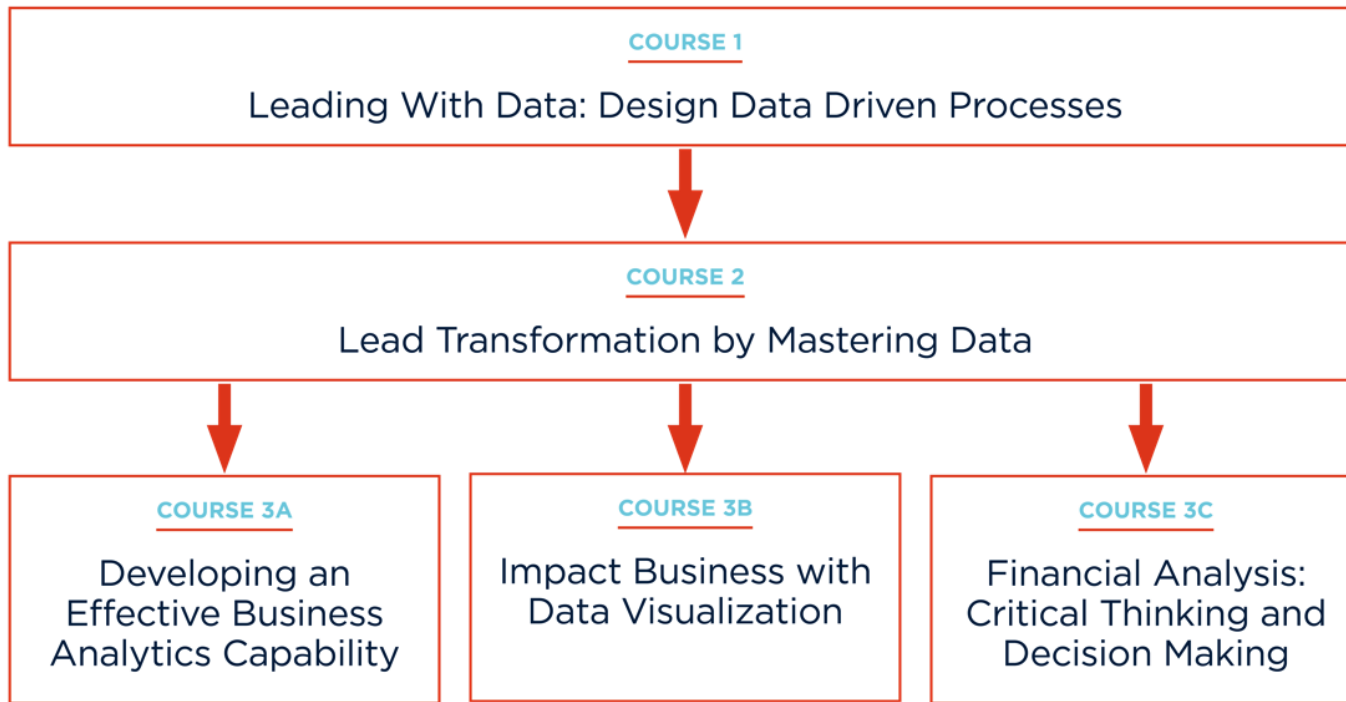 COURSE 1
Leading With Data: Design Data Driven Processes
COURSE 2
Lead Transformation by Mastering Data
COURSE 3A
Developing an
Effective Business
Analytics Capability
COURSE 3B
Impact Business with
Data Visualization
COURSE 3C
Financial Analysis:
Critical Thinking and
Decision Making